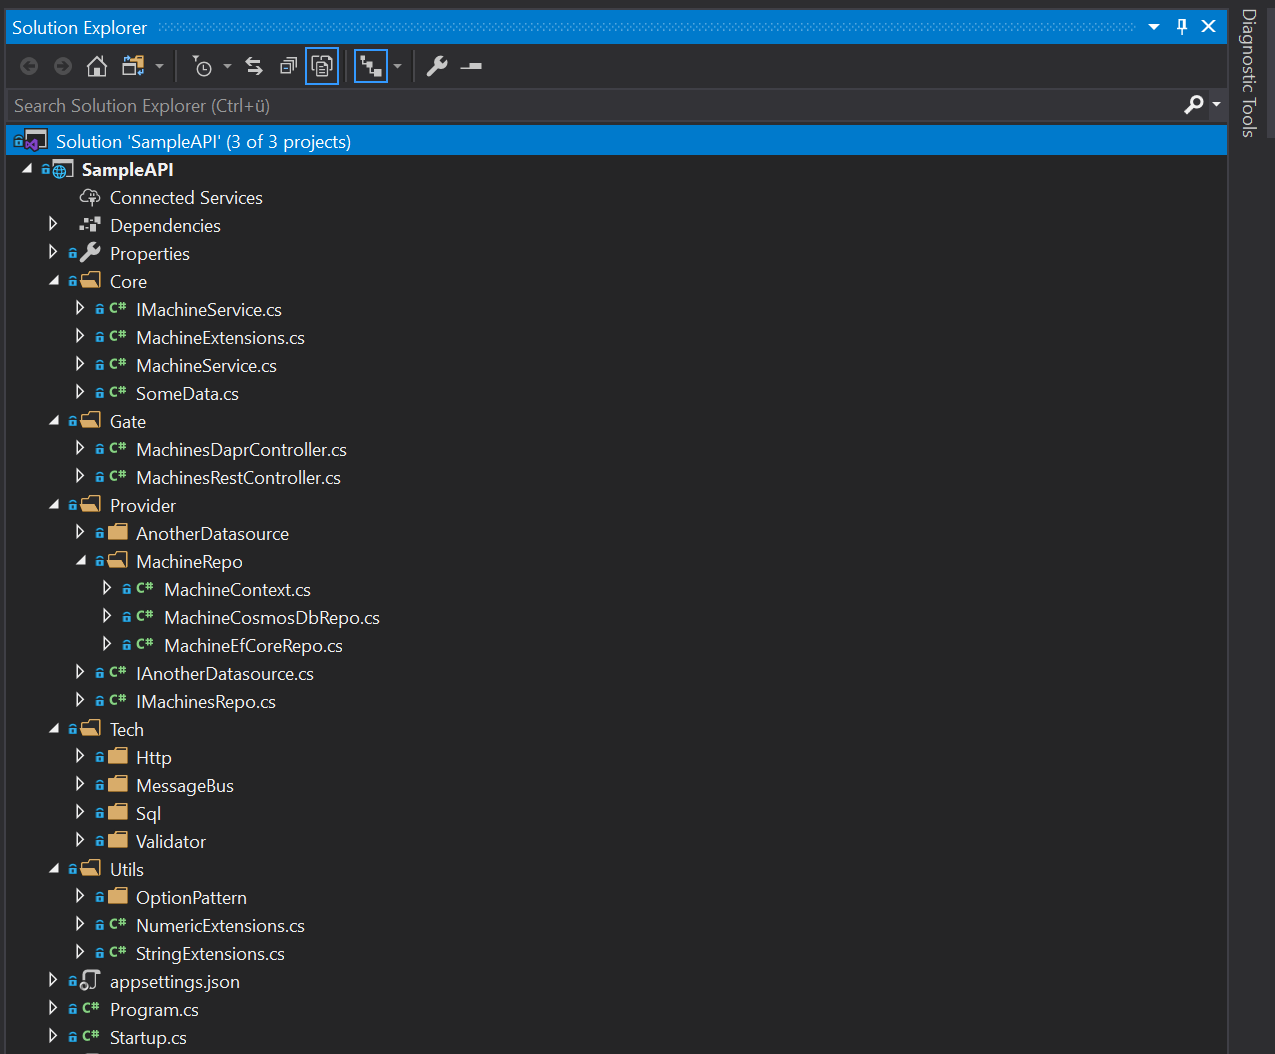 Solution Explorer
Search Solution Explorer (Ctrl+ü)
Solution 'SampleAPI' (3 of 3 projects)
SampleAPI
Connected Services
Dependencies
Properties
Core
C# IMachineService.cs
C# MachineExtensions.cs
C# MachineService.cs
C# SomeData.cs
Gate
C# MachinesDaprController.cs
C# MachinesRestController.cs
Provider
AnotherDatasource
MachineRepo
C# MachineContext.cs
C# MachineCosmosDbRepo.cs
C# MachineEfCoreRepo.cs
C# IAnotherDatasource.cs
C# IMachinesRepo.cs
Tech
Http
MessageBus
Sql
Validator
Utils
OptionPattern
C# NumericExtensions.cs
C# StringExtensions.cs
appsettings.json
C# Program.cs
C# Startup.cs
Diagnostic Tools